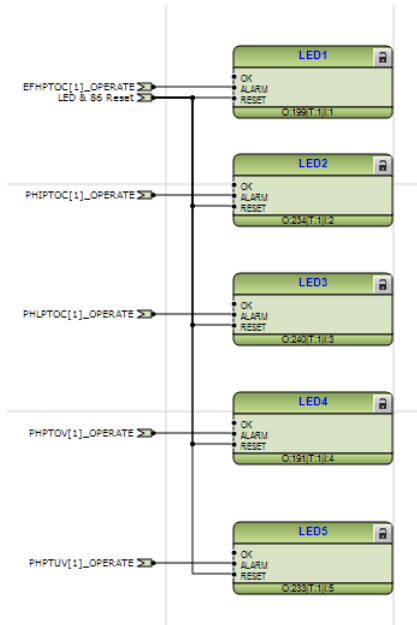 LED1
OK
EFHPTOC[1]_OPERATE ALARM
LED & 86 Reset RESET
O:199|T:1|I:1
LED2
OK
PHIPTOC[1]_OPERATE ALARM
RESET
O:234|T:1|I:2
LED3
OK
PHLPTOC[1]_OPERATE ALARM
RESET
O:240|T:1|I:3
LED4
OK
PHPTOV[1]_OPERATE ALARM
RESET
O:191|T:1|I:4
LED5
OK
PHPTUV[1]_OPERATE ALARM
RESET
O:233|T:1|I:5